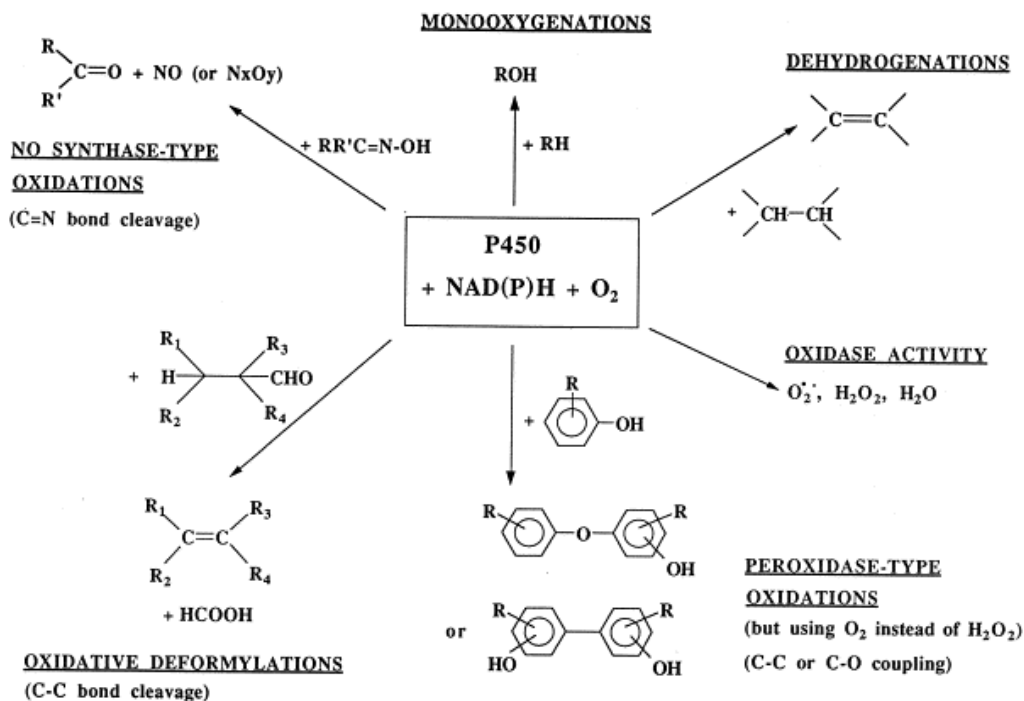 MONOOXYGENATIONS
ROH
+ RH
R
R'
C=O + NO (or NxOy)
NO SYNTHASE-TYPE
OXIDATIONS
(C=N bond cleavage)
+ RR'C=N-OH
DEHYDROGENATIONS
C=C
+ CH-CH
P450
+ NAD(P)H + O₂
OXIDASE ACTIVITY
O₂•-, H₂O₂, H₂O
+ H CHO
R₁ R₃
R₂ R₄
R₁ R₃
C=C
R₂ R₄
+ HCOOH
OXIDATIVE DEFORMYLATIONS
(C-C bond cleavage)
R
+ OH
R O R
OH
or
R R
HO OH
PEROXIDASE-TYPE
OXIDATIONS
(but using O₂ instead of H₂O₂)
(C-C or C-O coupling)